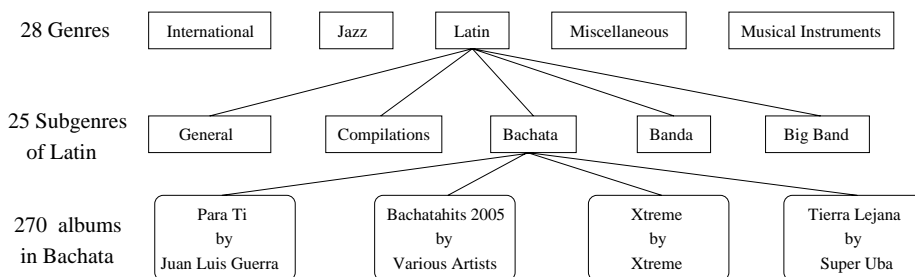 28 Genres
International
Jazz
Latin
Miscellaneous
Musical Instruments
25 Subgenres
of Latin
General
Compilations
Bachata
Banda
Big Band
270 albums
in Bachata
Para Ti
by
Juan Luis Guerra
Bachatahits 2005
by
Various Artists
Xtreme
by
Xtreme
Tierra Lejana
by
Super Uba